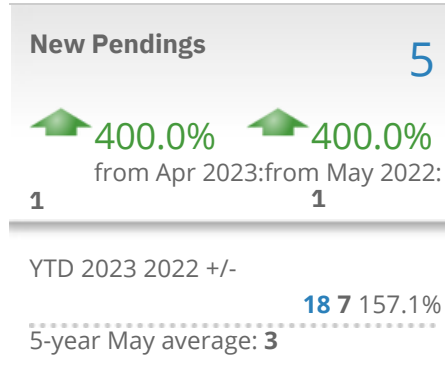 New Pendings
5
400.0% 400.0%
from Apr 2023:from May 2022:
1 1
YTD 2023 2022 +/-
18 7 157.1%
5-year May average: 3